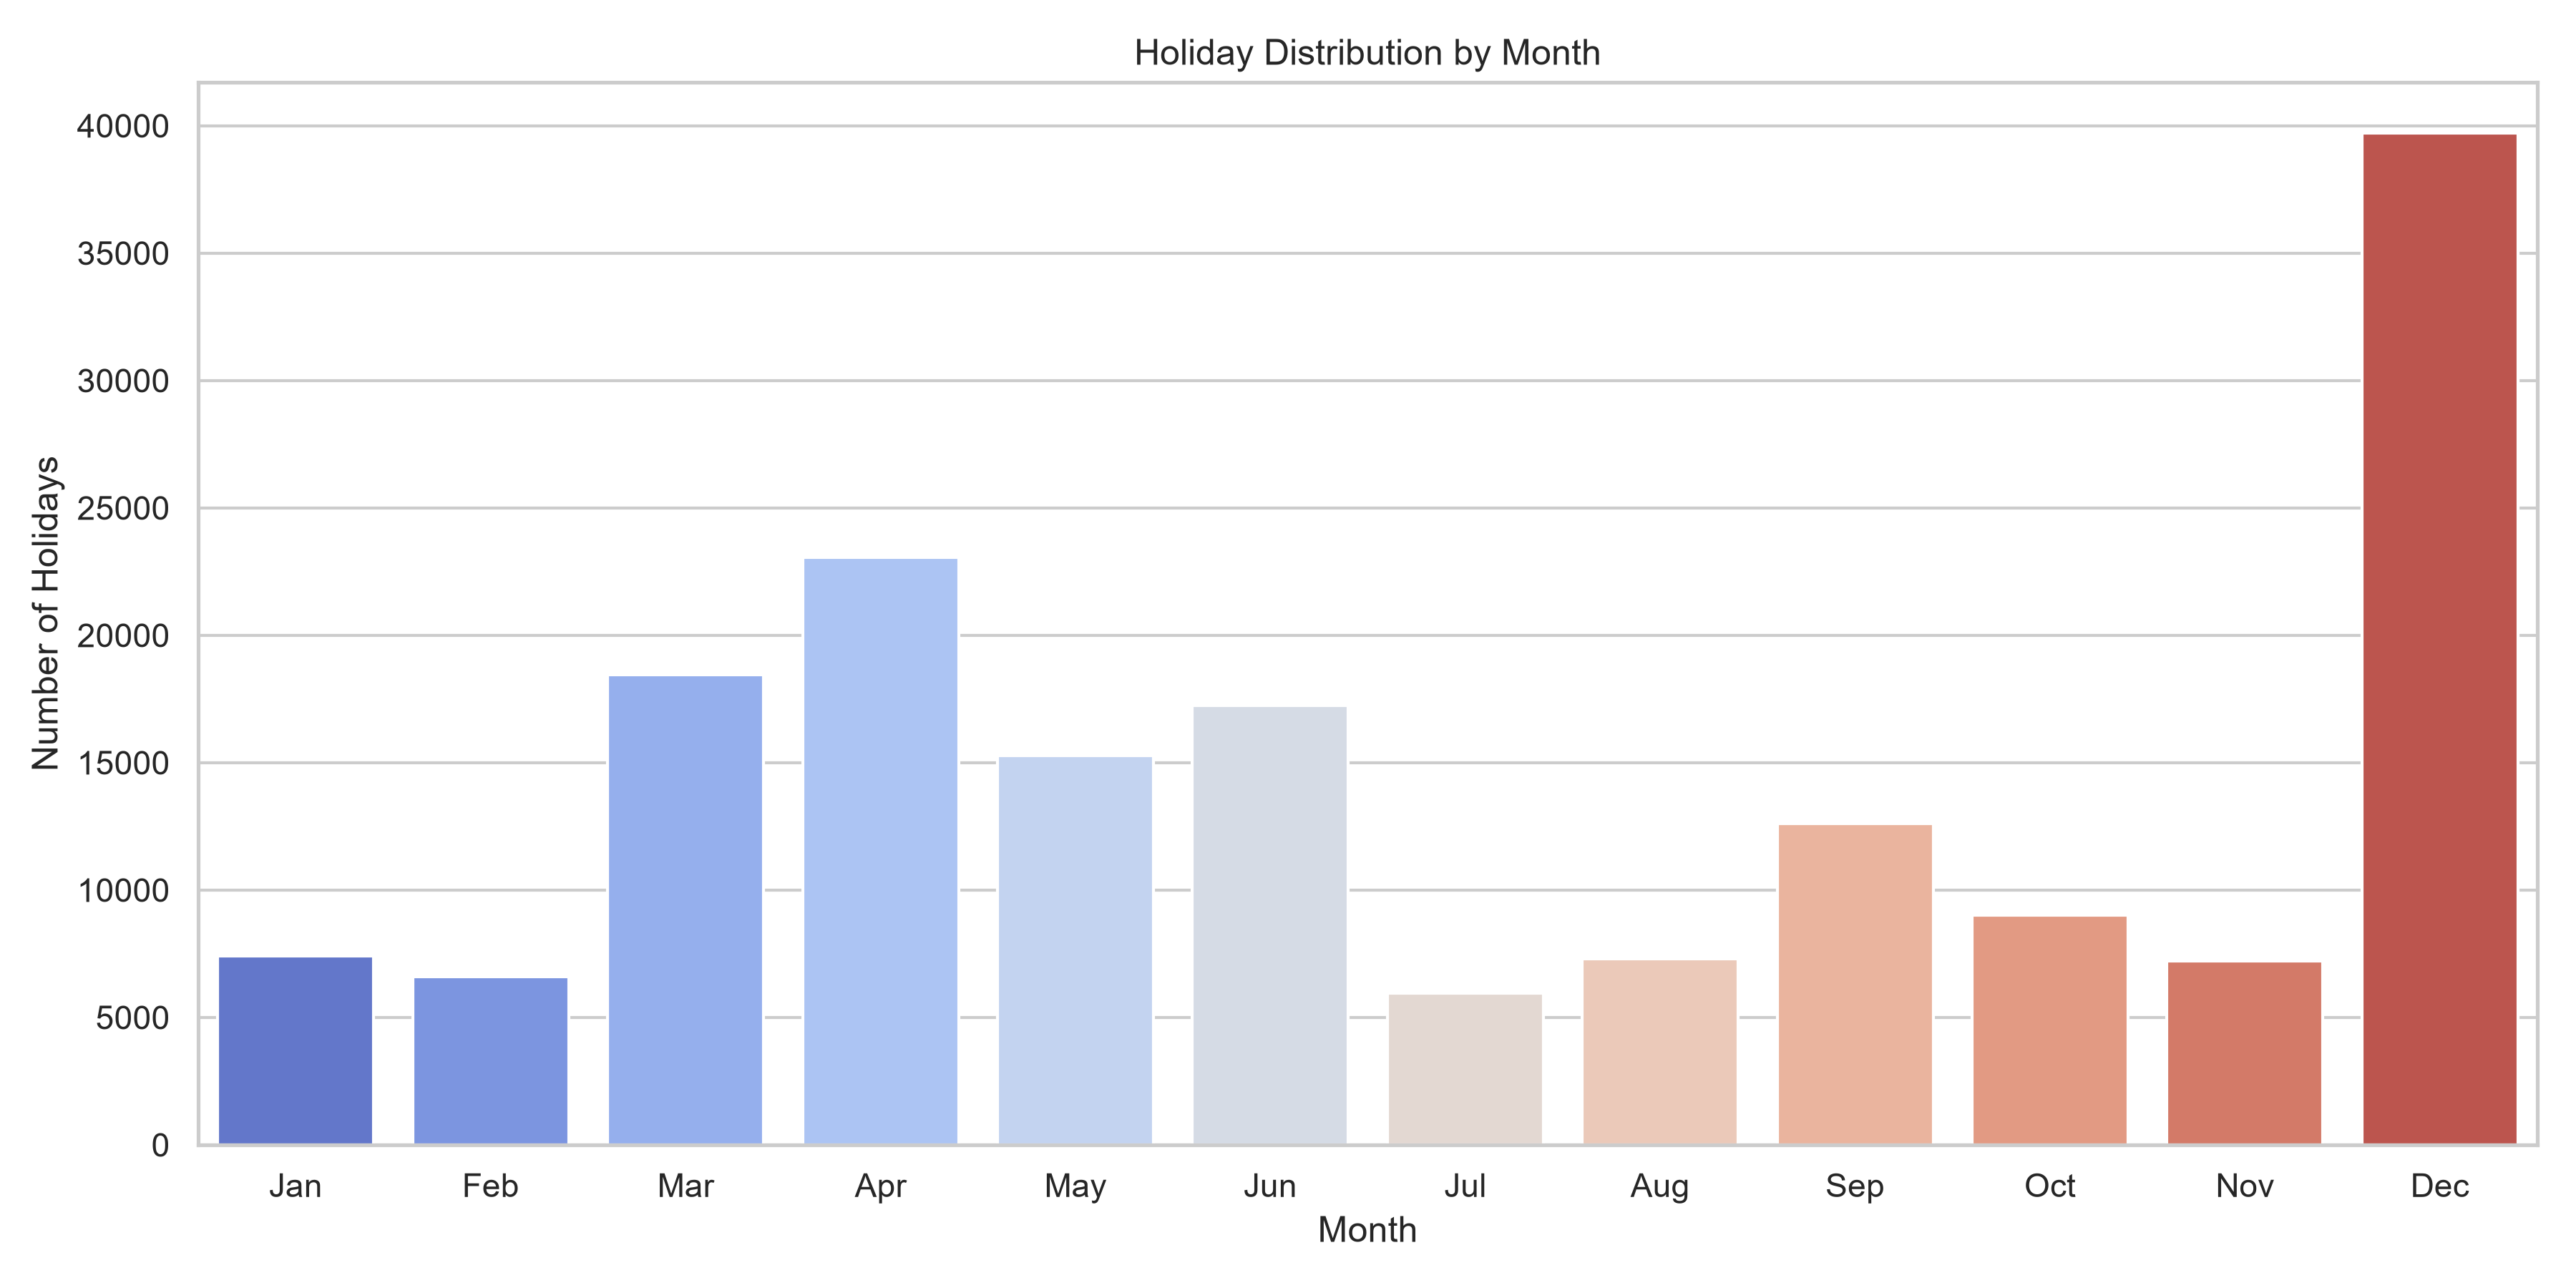 Holiday Distribution by Month
Number of Holidays
40000
35000
30000
25000
20000
15000
10000
5000
0
Jan Feb Mar Apr May Jun Jul Aug Sep Oct Nov Dec
Month